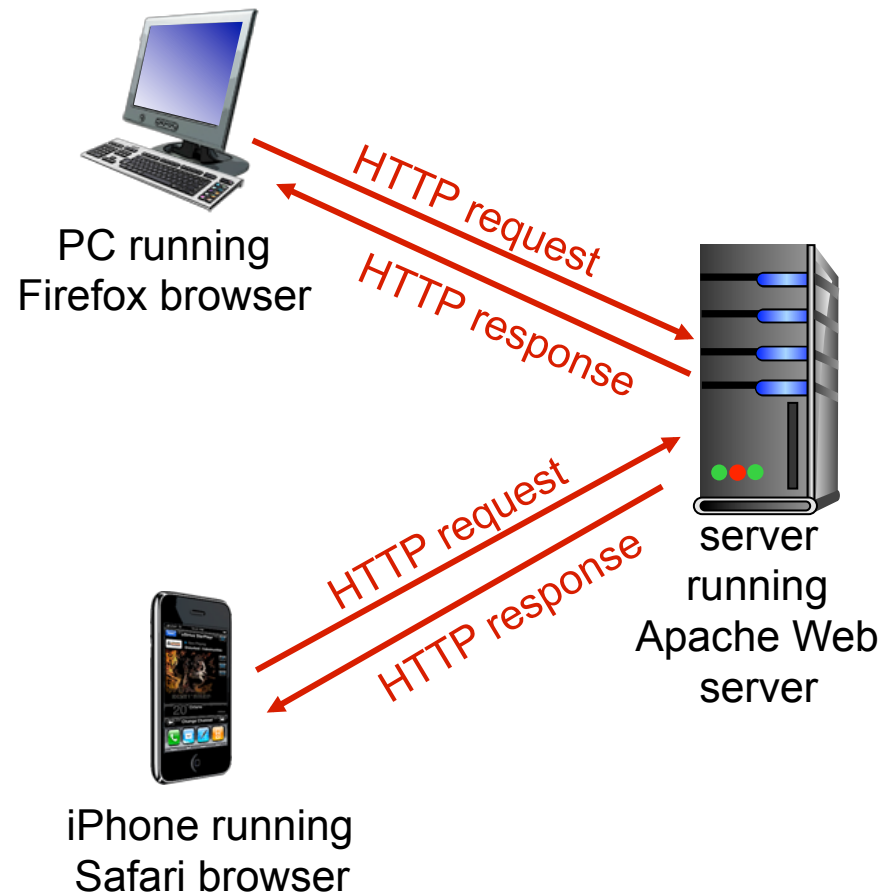 HTTP request
HTTP response
PC running
Firefox browser
HTTP request
HTTP response
server
running
Apache Web
server
iPhone running
Safari browser